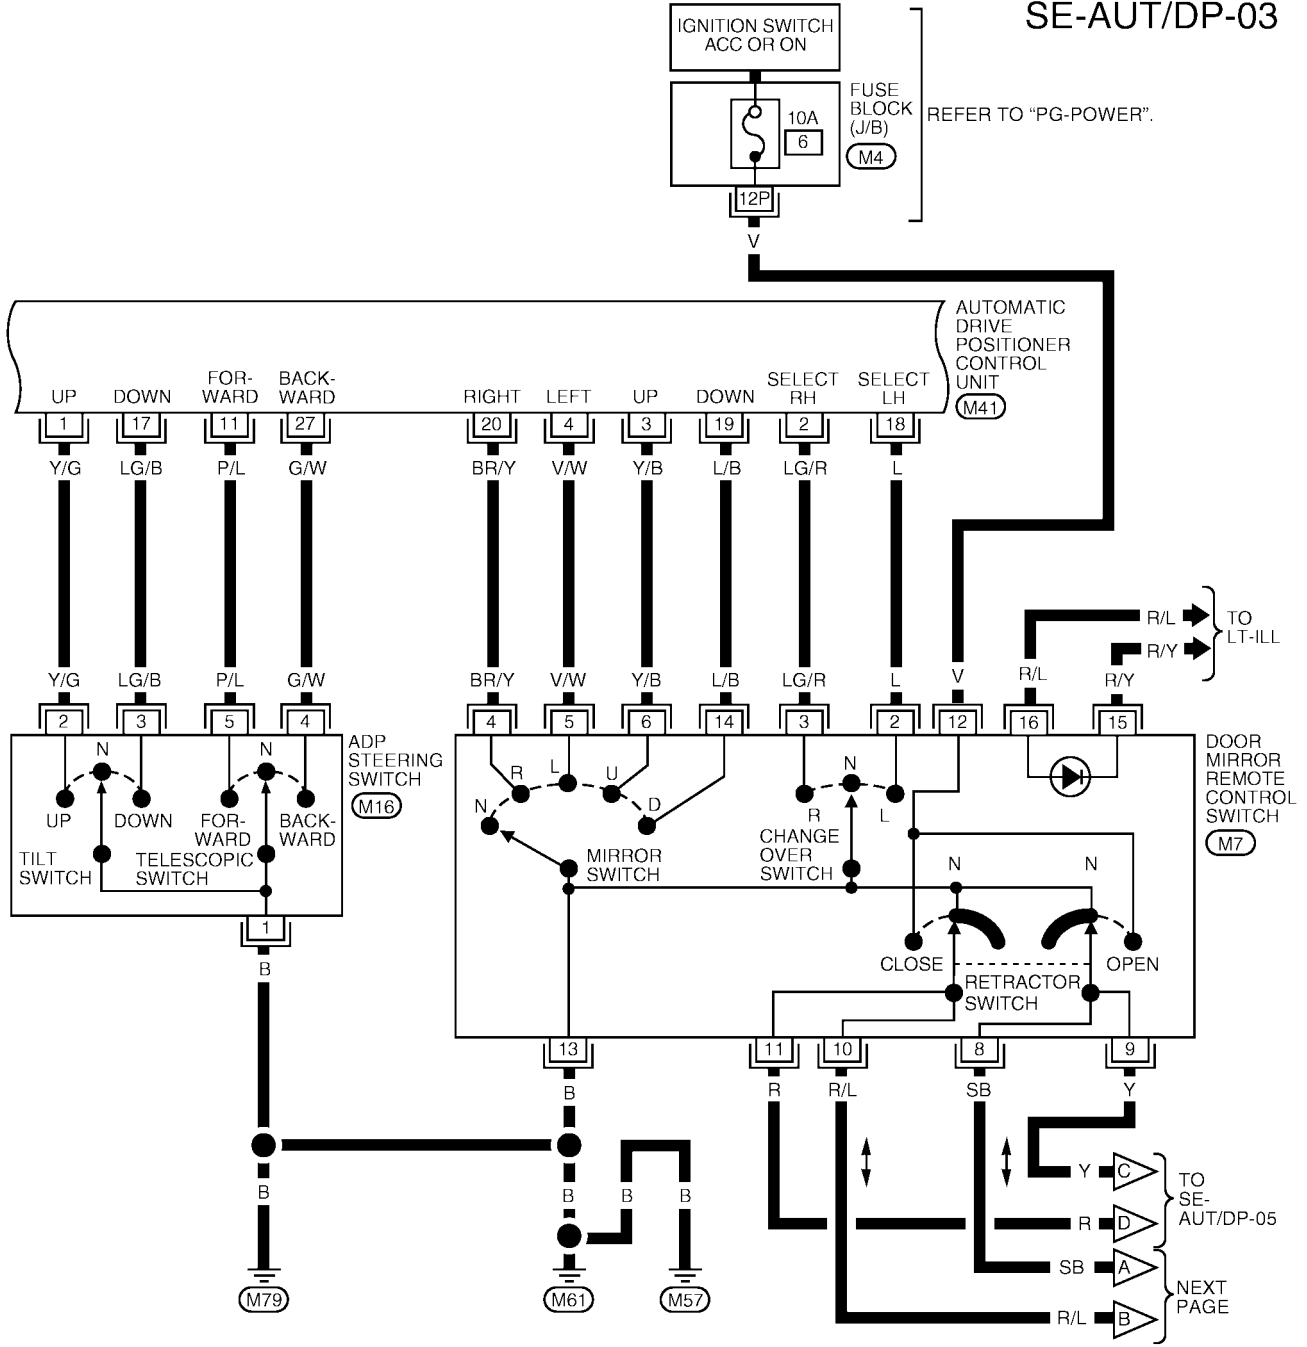 SE-AUT/DP-03
IGNITION SWITCH
ACC OR ON
FUSE
BLOCK
(J/B)
M4
10A
6
REFER TO "PG-POWER".
12P
V
AUTOMATIC
DRIVE
POSITIONER
CONTROL
UNIT
M41
UP
DOWN
FOR-
WARD
BACK-
WARD
RIGHT
LEFT
UP
DOWN
SELECT
RH
SELECT
LH
1 17 11 27 20 4 3 19 2 18
Y/G LG/B P/L G/W BR/Y V/W Y/B L/B LG/R L
R/L
R/Y
TO
LT-ILL
Y/G LG/B P/L G/W BR/Y V/W Y/B L/B LG/R L V R/L R/Y
2 3 5 4 4 5 6 14 3 2 12 16 15
ADP
STEERING
SWITCH
M16
N
N
UP
DOWN
FOR-
WARD
BACK-
WARD
TILT
SWITCH
TELESCOPIC
SWITCH
1
B
N
R
L
U
D
MIRROR
SWITCH
N
R
L
CHANGE
OVER
SWITCH
DOOR
MIRROR
REMOTE
CONTROL
SWITCH
M7
N
N
CLOSE
OPEN
RETRACTOR
SWITCH
13 11 10 8 9
B R R/L SB Y
B
B
B
B
M79
M61
M57
Y
C
R
D
TO
SE-
AUT/DP-05
SB
A
R/L
B
NEXT
PAGE